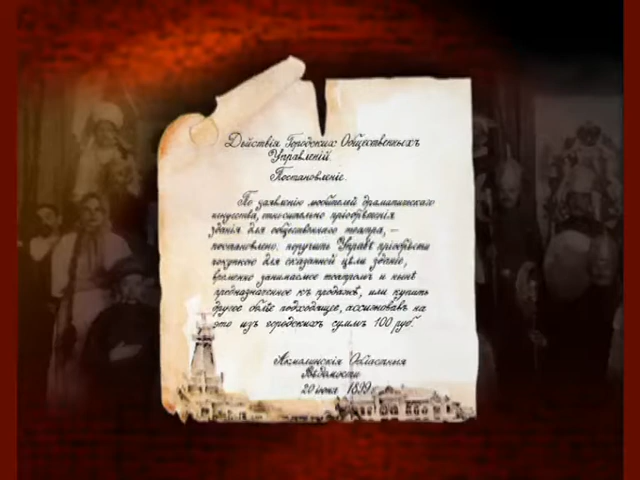 Действія Городскихъ Общественныхъ
Управленій.
Постановленіе.
По заявленію любителей драматическаго
искусства, относительно пріобрѣтенія
зданія для общественнаго театра, —
постановлено: поручить Управѣ пріобрѣсти
покупкою для сказанной цѣли зданіе,
временно занимаемое театромъ и нынѣ
предназначенное къ продажѣ, или купить
другое болѣе подходящее, ассигновавъ на
это изъ городскихъ суммъ 100 руб.
Акмолинскія Областныя
Вѣдомости
20 іюня 1899 г.